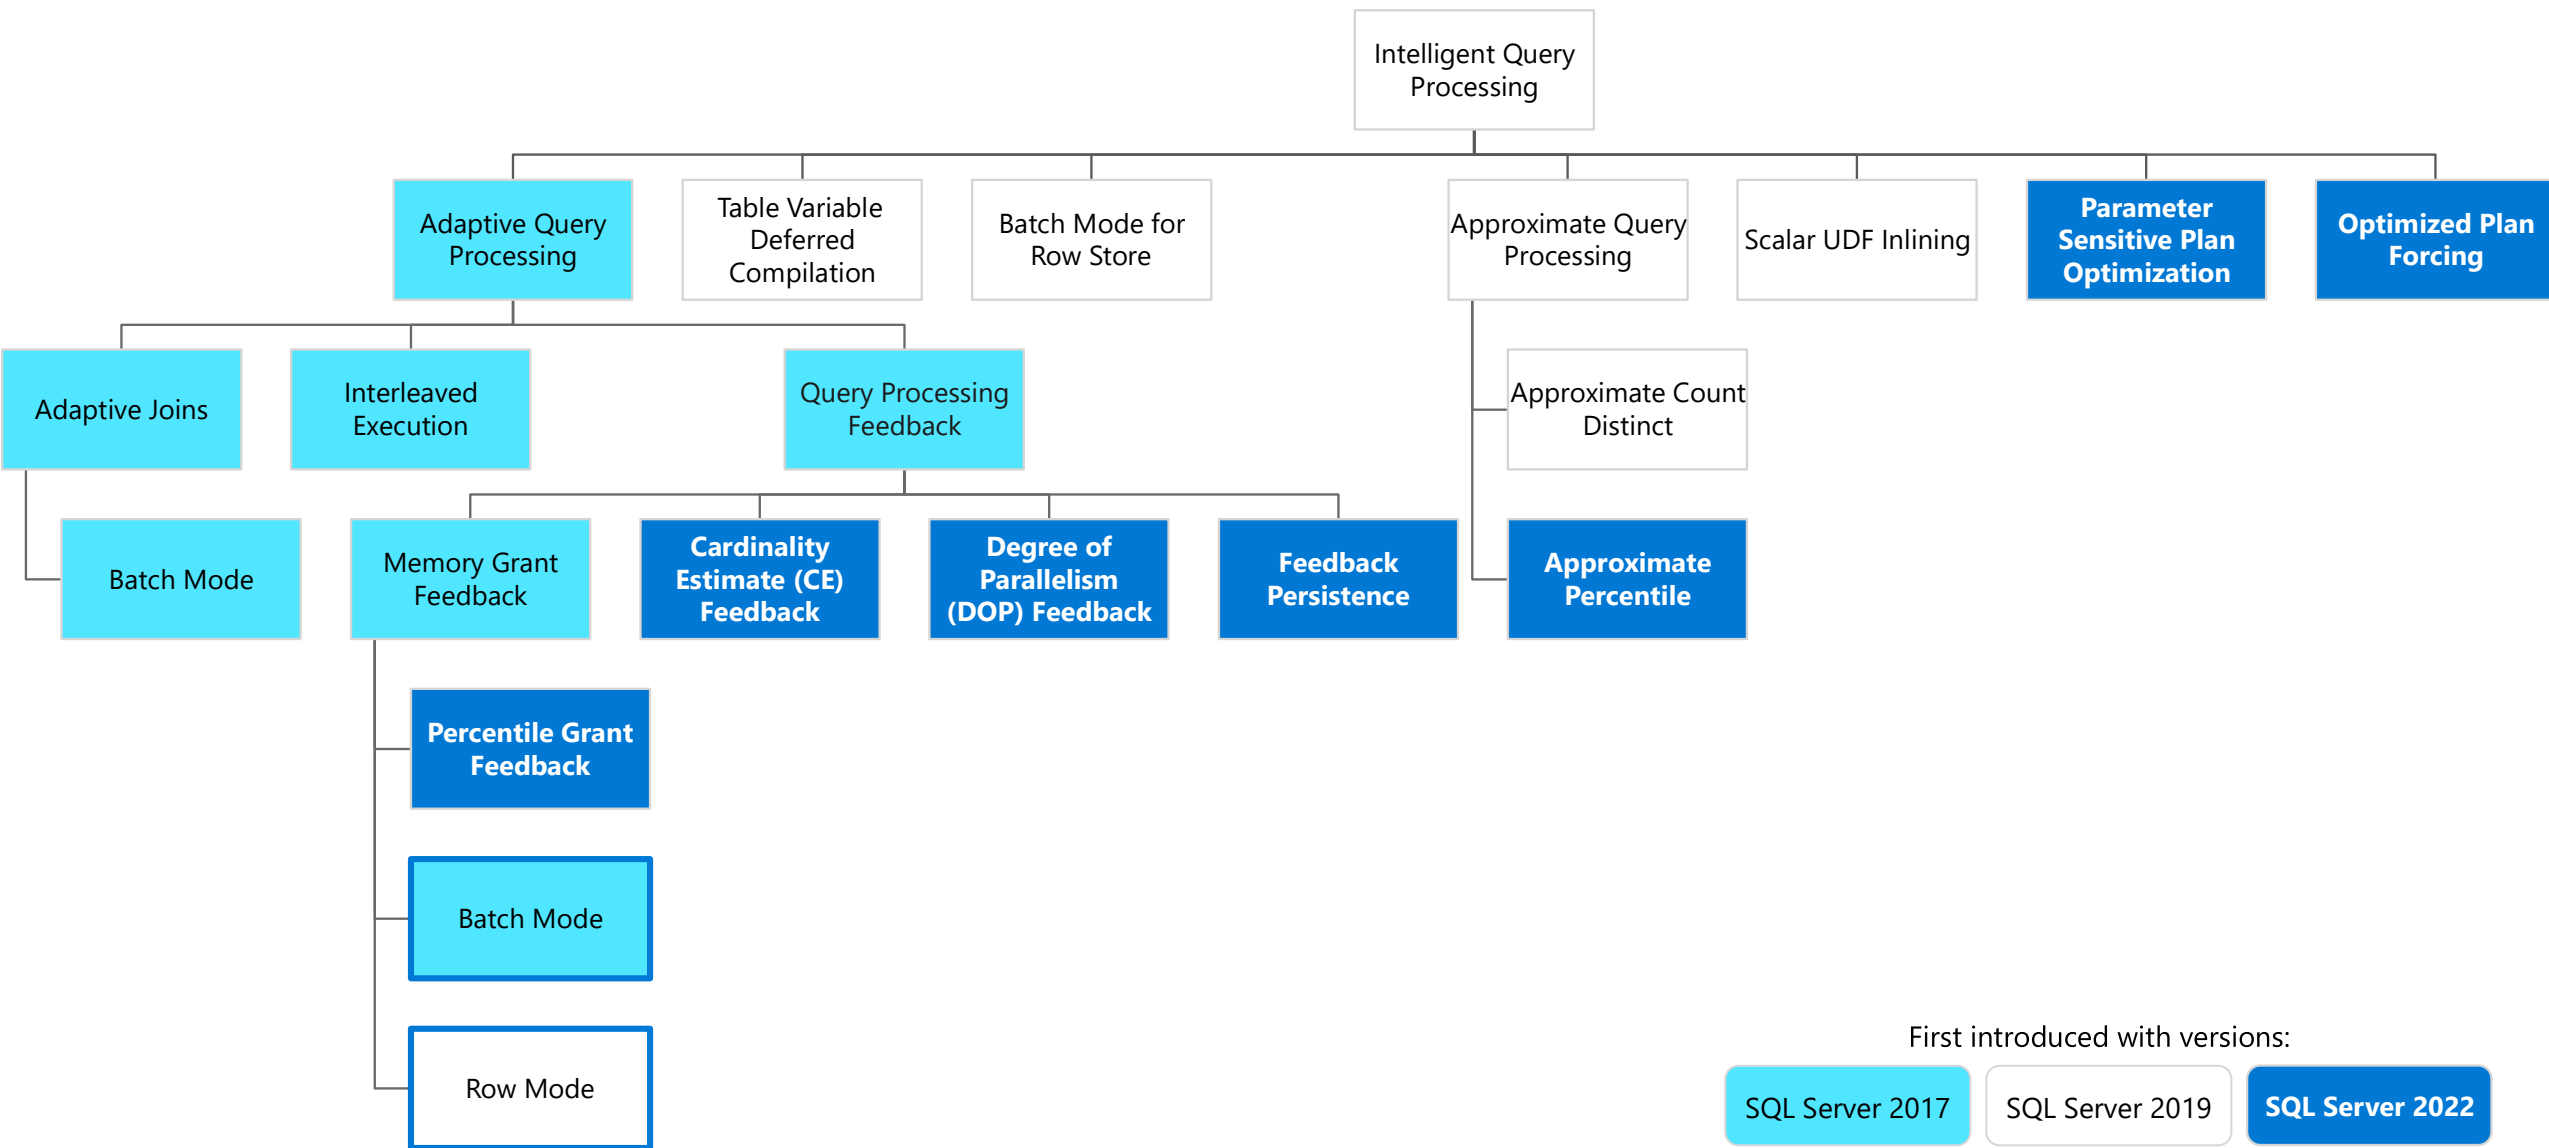 Intelligent Query
Processing
Adaptive Query
Processing
Table Variable
Deferred
Compilation
Batch Mode for
Row Store
Approximate Query
Processing
Scalar UDF Inlining
Parameter
Sensitive Plan
Optimization
Optimized Plan
Forcing
Adaptive Joins
Interleaved
Execution
Query Processing
Feedback
Approximate Count
Distinct
Batch Mode
Memory Grant
Feedback
Cardinality
Estimate (CE)
Feedback
Degree of
Parallelism
(DOP) Feedback
Feedback
Persistence
Approximate
Percentile
Percentile Grant
Feedback
Batch Mode
Row Mode
First introduced with versions:
SQL Server 2017
SQL Server 2019
SQL Server 2022